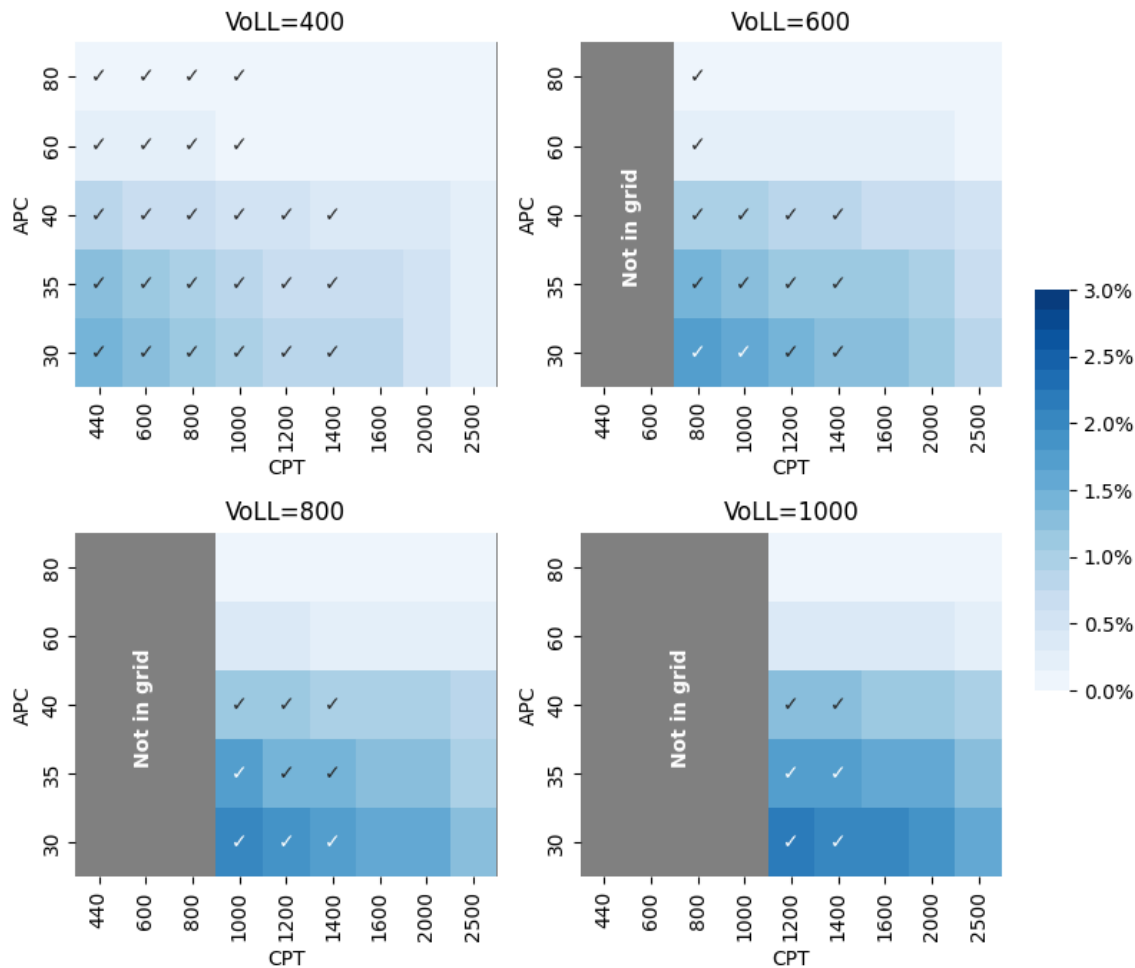 VoLL=400
80 ✓ ✓ ✓ ✓
60 ✓ ✓ ✓ ✓
40 ✓ ✓ ✓ ✓ ✓ ✓
35 ✓ ✓ ✓ ✓ ✓ ✓
30 ✓ ✓ ✓ ✓ ✓ ✓
APC
440 600 800 1000 1200 1400 1600 2000 2500
CPT
VoLL=600
80 ✓
60 ✓
40 ✓ ✓ ✓ ✓
35 ✓ ✓ ✓ ✓
30 ✓ ✓ ✓ ✓
APC
Not in grid
440 600 800 1000 1200 1400 1600 2000 2500
CPT
VoLL=800
80
60
40 ✓ ✓ ✓
35 ✓ ✓ ✓
30 ✓ ✓ ✓
APC
Not in grid
440 600 800 1000 1200 1400 1600 2000 2500
CPT
VoLL=1000
80
60
40 ✓ ✓
35 ✓ ✓
30 ✓ ✓
APC
Not in grid
440 600 800 1000 1200 1400 1600 2000 2500
CPT
3.0%
2.5%
2.0%
1.5%
1.0%
0.5%
0.0%